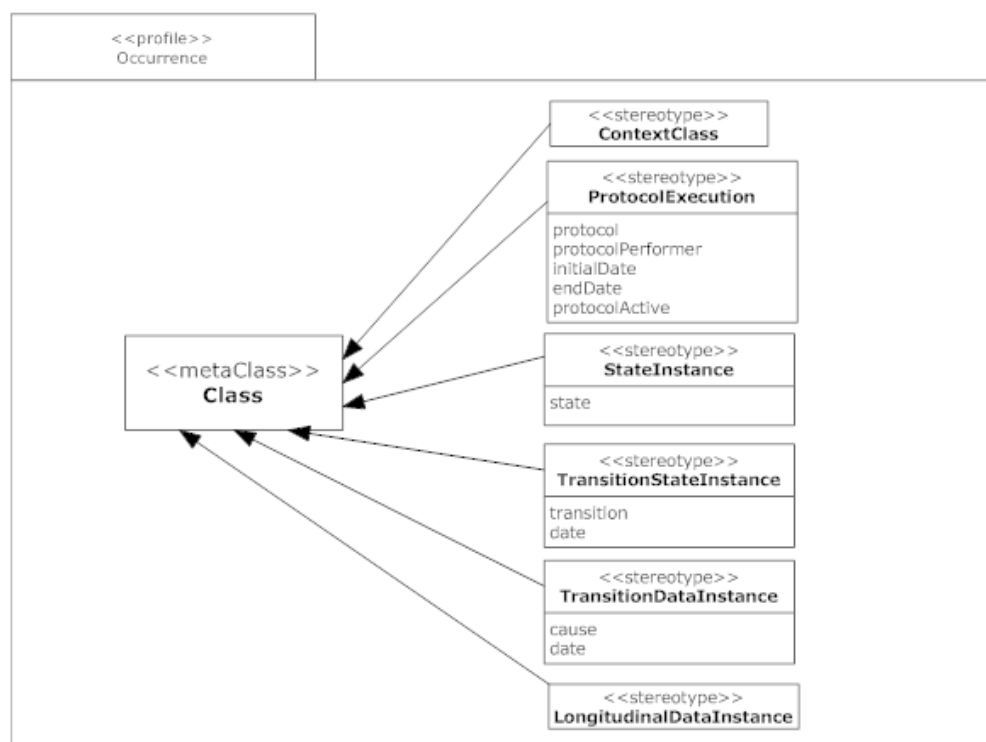 <<profile>>
Occurrence
<<stereotype>>
ContextClass
<<stereotype>>
ProtocolExecution
protocol
protocolPerformer
initialDate
endDate
protocolActive
<<metaClass>>
Class
<<stereotype>>
StateInstance
state
<<stereotype>>
TransitionStateInstance
transition
date
<<stereotype>>
TransitionDataInstance
cause
date
<<stereotype>>
LongitudinalDataInstance